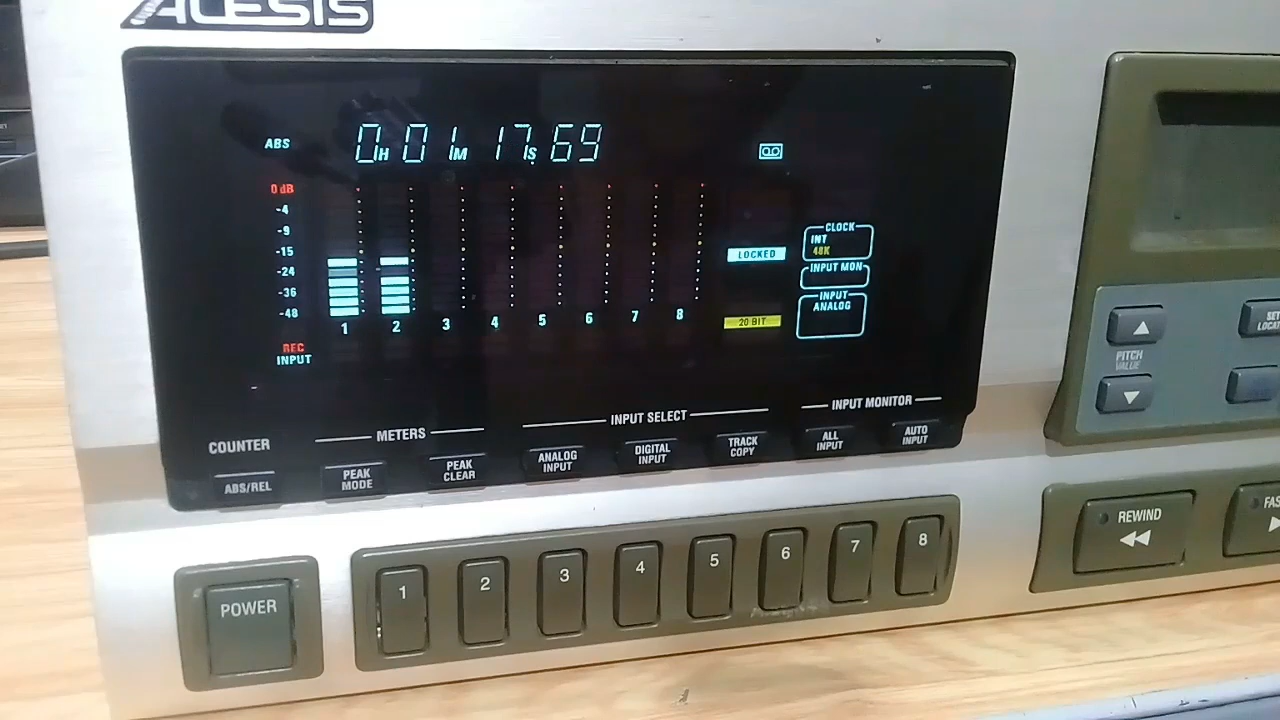 ALESIS
ABS 0H 01M 17S 69
0 dB
-4
-9
-15
-24
-36
-48
1 2 3 4 5 6 7 8
REC
INPUT
LOCKED
20 BIT
CLOCK
INT
48K
INPUT MON
INPUT
ANALOG
COUNTER
METERS
INPUT SELECT
INPUT MONITOR
ABS/REL
PEAK
MODE
PEAK
CLEAR
ANALOG
INPUT
DIGITAL
INPUT
TRACK
COPY
ALL
INPUT
AUTO
INPUT
PITCH
VALUE
SET
POWER
1 2 3 4 5 6 7 8
REWIND